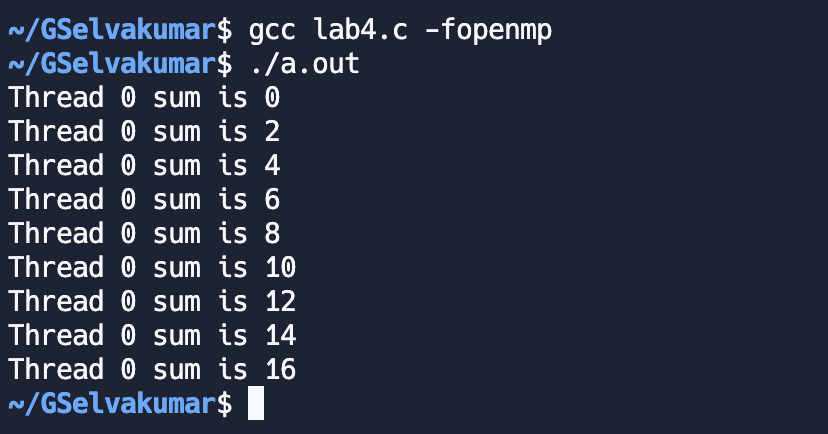 ~/GSelvakumar$ gcc lab4.c -fopenmp
~/GSelvakumar$ ./a.out
Thread 0 sum is 0
Thread 0 sum is 2
Thread 0 sum is 4
Thread 0 sum is 6
Thread 0 sum is 8
Thread 0 sum is 10
Thread 0 sum is 12
Thread 0 sum is 14
Thread 0 sum is 16
~/GSelvakumar$